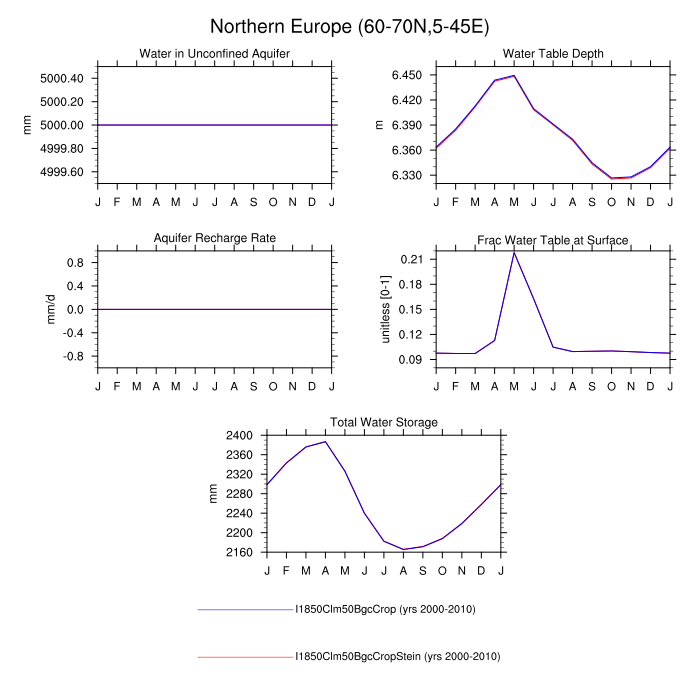 Northern Europe (60-70N,5-45E)
Water in Unconfined Aquifer
5000.40
5000.20
5000.00
4999.80
4999.60
mm
J F M A M J J A S O N D J
Water Table Depth
6.450
6.420
6.390
6.360
6.330
m
J F M A M J J A S O N D J
Aquifer Recharge Rate
0.8
0.4
0.0
-0.4
-0.8
mm/d
J F M A M J J A S O N D J
Frac Water Table at Surface
0.21
0.18
0.15
0.12
0.09
unitless [0-1]
J F M A M J J A S O N D J
Total Water Storage
2400
2360
2320
2280
2240
2200
2160
mm
J F M A M J J A S O N D J
I1850Clm50BgcCrop (yrs 2000-2010)
I1850Clm50BgcCropStein (yrs 2000-2010)